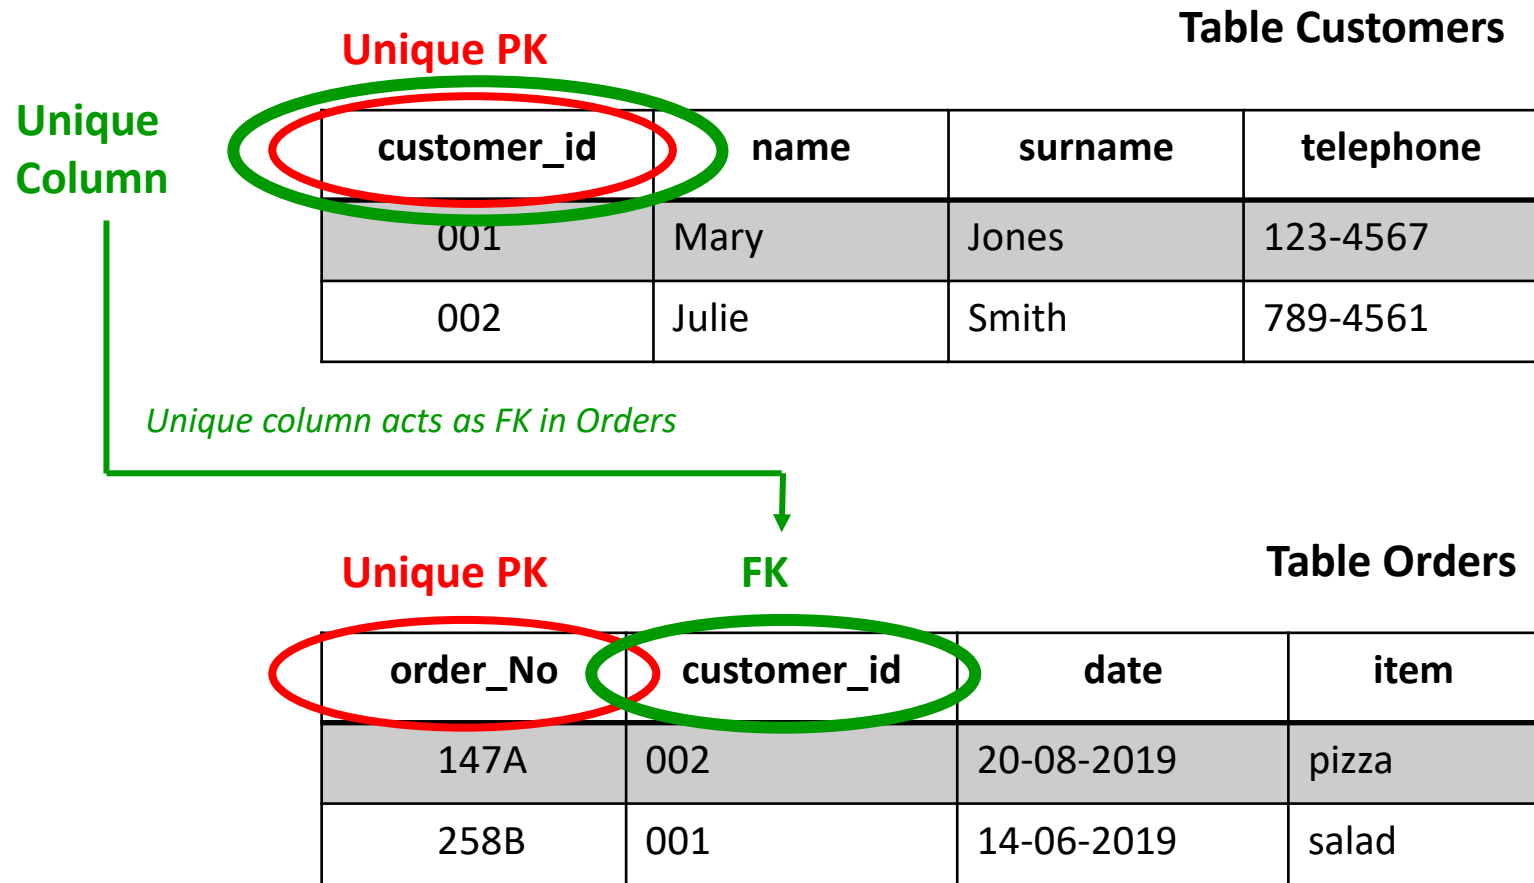 Table Customers
Unique PK
Unique
Column
customer_id name surname telephone
001 Mary Jones 123-4567
002 Julie Smith 789-4561
Unique column acts as FK in Orders
Table Orders
Unique PK FK
order_No customer_id date item
147A 002 20-08-2019 pizza
258B 001 14-06-2019 salad